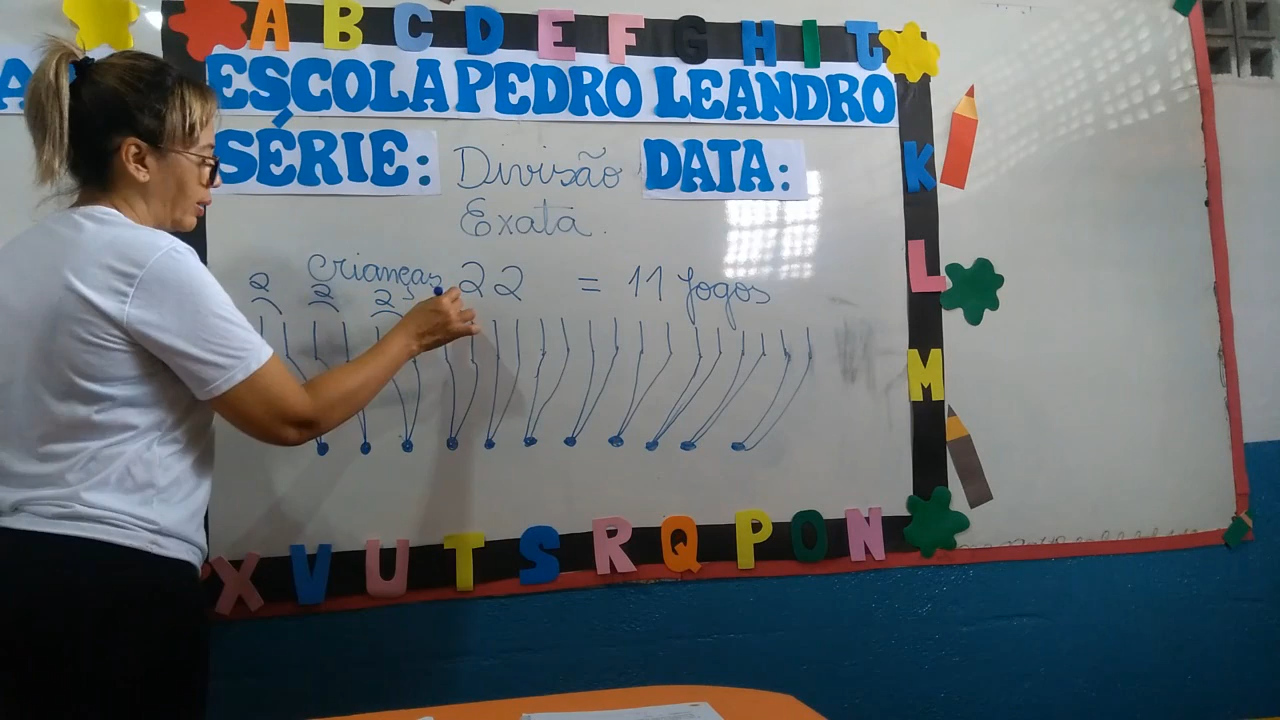 A B C D E F G H I J
A ESCOLA PEDRO LEANDRO
SÉRIE: Divisão DATA:
Exata.
crianças 22 = 11 jogos
2 2 2
K
L
M
X V U T S R Q P O N